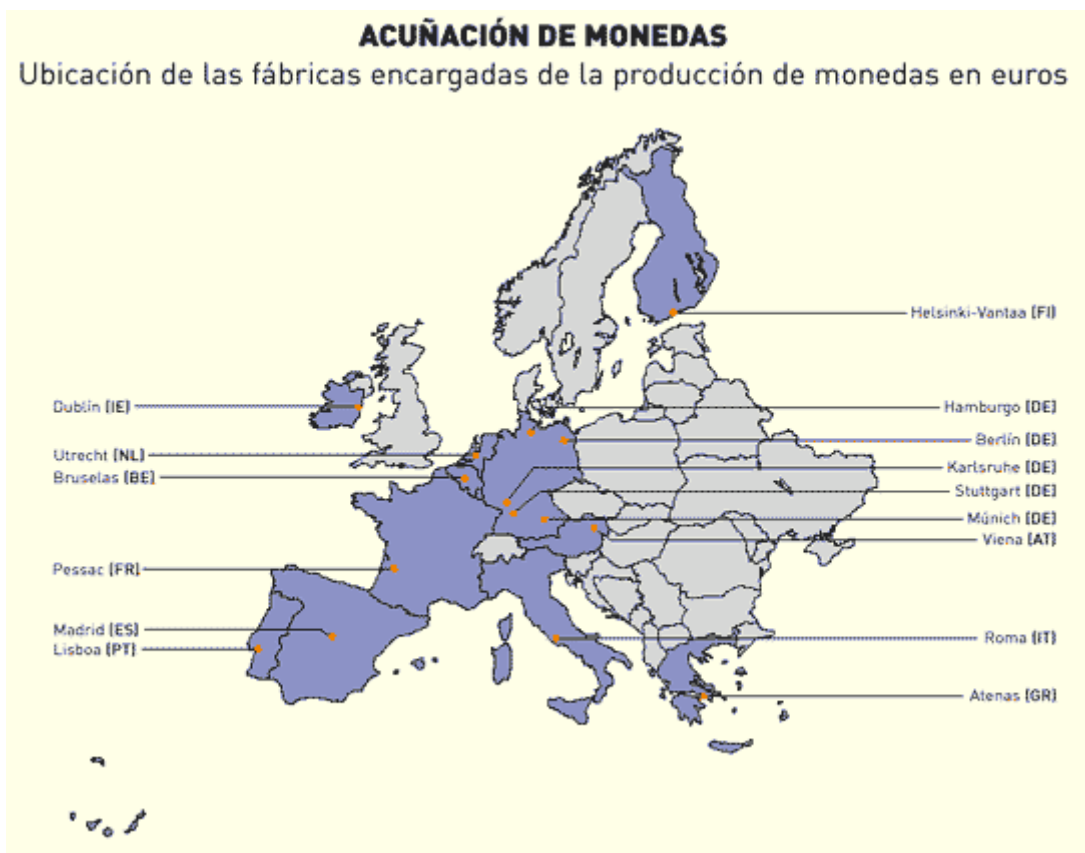 ACUÑACIÓN DE MONEDAS
Ubicación de las fábricas encargadas de la producción de monedas en euros
Helsinki-Vantaa (FI)
Dublín (IE)
Hamburgo (DE)
Berlín (DE)
Utrecht (NL)
Bruselas (BE)
Karlsruhe (DE)
Stuttgart (DE)
Múnich (DE)
Viena (AT)
Pessac (FR)
Madrid (ES)
Lisboa (PT)
Roma (IT)
Atenas (GR)